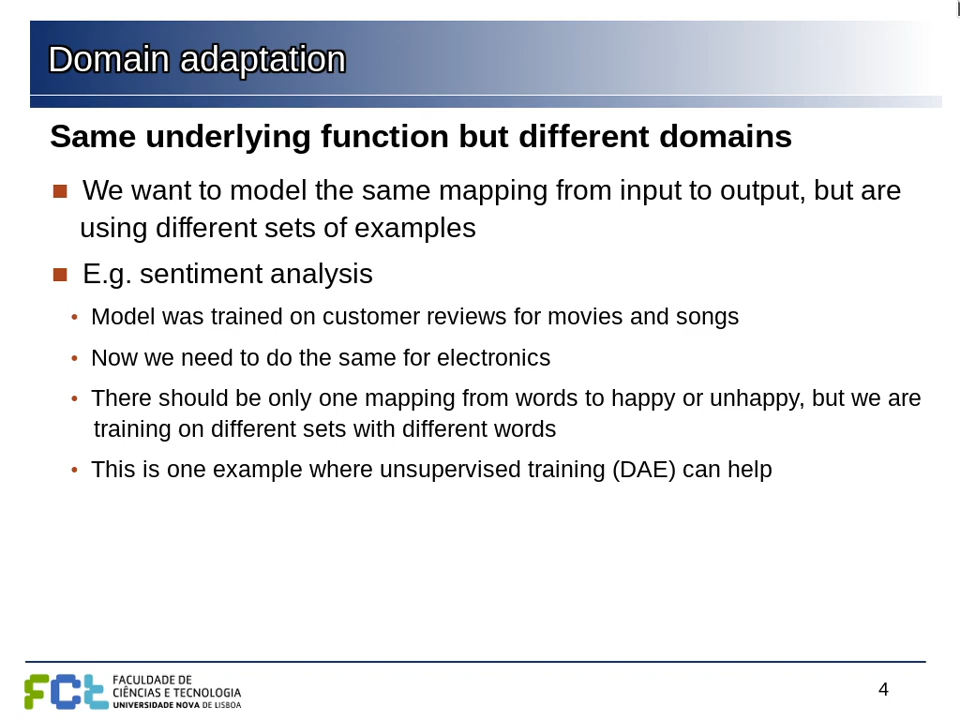 Domain adaptation
Same underlying function but different domains
We want to model the same mapping from input to output, but are
using different sets of examples
E.g. sentiment analysis
Model was trained on customer reviews for movies and songs
Now we need to do the same for electronics
There should be only one mapping from words to happy or unhappy, but we are
training on different sets with different words
This is one example where unsupervised training (DAE) can help
FCt
FACULDADE DE
CIÊNCIAS E TECNOLOGIA
UNIVERSIDADE NOVA DE LISBOA
4